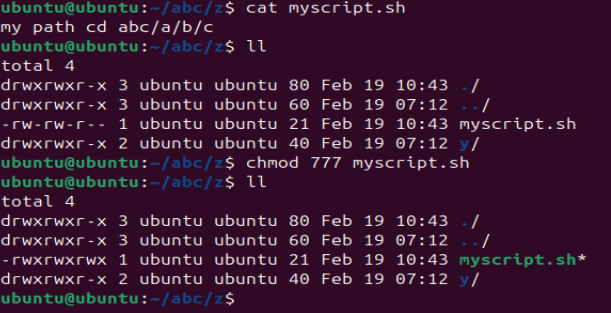 ubuntu@ubuntu:~/abc/z$ cat myscript.sh
my path cd abc/a/b/c
ubuntu@ubuntu:~/abc/z$ ll
total 4
drwxrwxr-x 3 ubuntu ubuntu 80 Feb 19 10:43 ./
drwxrwxr-x 3 ubuntu ubuntu 60 Feb 19 07:12 ../
-rw-rw-r-- 1 ubuntu ubuntu 21 Feb 19 10:43 myscript.sh
drwxrwxr-x 2 ubuntu ubuntu 40 Feb 19 07:12 y/
ubuntu@ubuntu:~/abc/z$ chmod 777 myscript.sh
ubuntu@ubuntu:~/abc/z$ ll
total 4
drwxrwxr-x 3 ubuntu ubuntu 80 Feb 19 10:43 ./
drwxrwxr-x 3 ubuntu ubuntu 60 Feb 19 07:12 ../
-rwxrwxrwx 1 ubuntu ubuntu 21 Feb 19 10:43 myscript.sh*
drwxrwxr-x 2 ubuntu ubuntu 40 Feb 19 07:12 y/
ubuntu@ubuntu:~/abc/z$